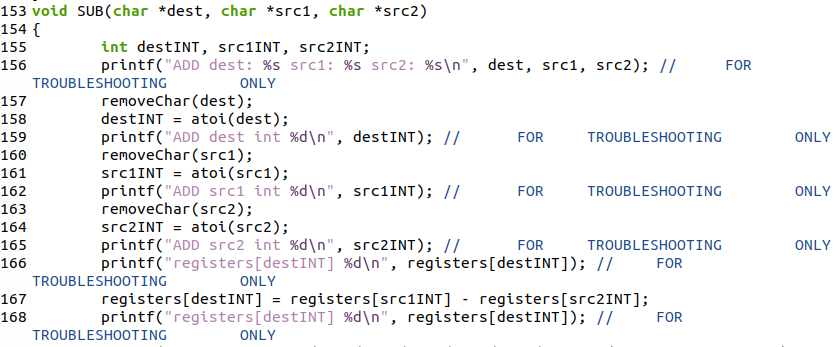 153 void SUB(char *dest, char *src1, char *src2)
154 {
155         int destINT, src1INT, src2INT;
156         printf("ADD dest: %s src1: %s src2: %s\n", dest, src1, src2); //      FOR
TROUBLESHOOTING         ONLY
157         removeChar(dest);
158         destINT = atoi(dest);
159         printf("ADD dest int %d\n", destINT); //       FOR     TROUBLESHOOTING         ONLY
160         removeChar(src1);
161         src1INT = atoi(src1);
162         printf("ADD src1 int %d\n", src1INT); //       FOR     TROUBLESHOOTING         ONLY
163         removeChar(src2);
164         src2INT = atoi(src2);
165         printf("ADD src2 int %d\n", src2INT); //       FOR     TROUBLESHOOTING         ONLY
166         printf("registers[destINT] %d\n", registers[destINT]); //     FOR
TROUBLESHOOTING         ONLY
167         registers[destINT] = registers[src1INT] - registers[src2INT];
168         printf("registers[destINT] %d\n", registers[destINT]); //     FOR
TROUBLESHOOTING         ONLY